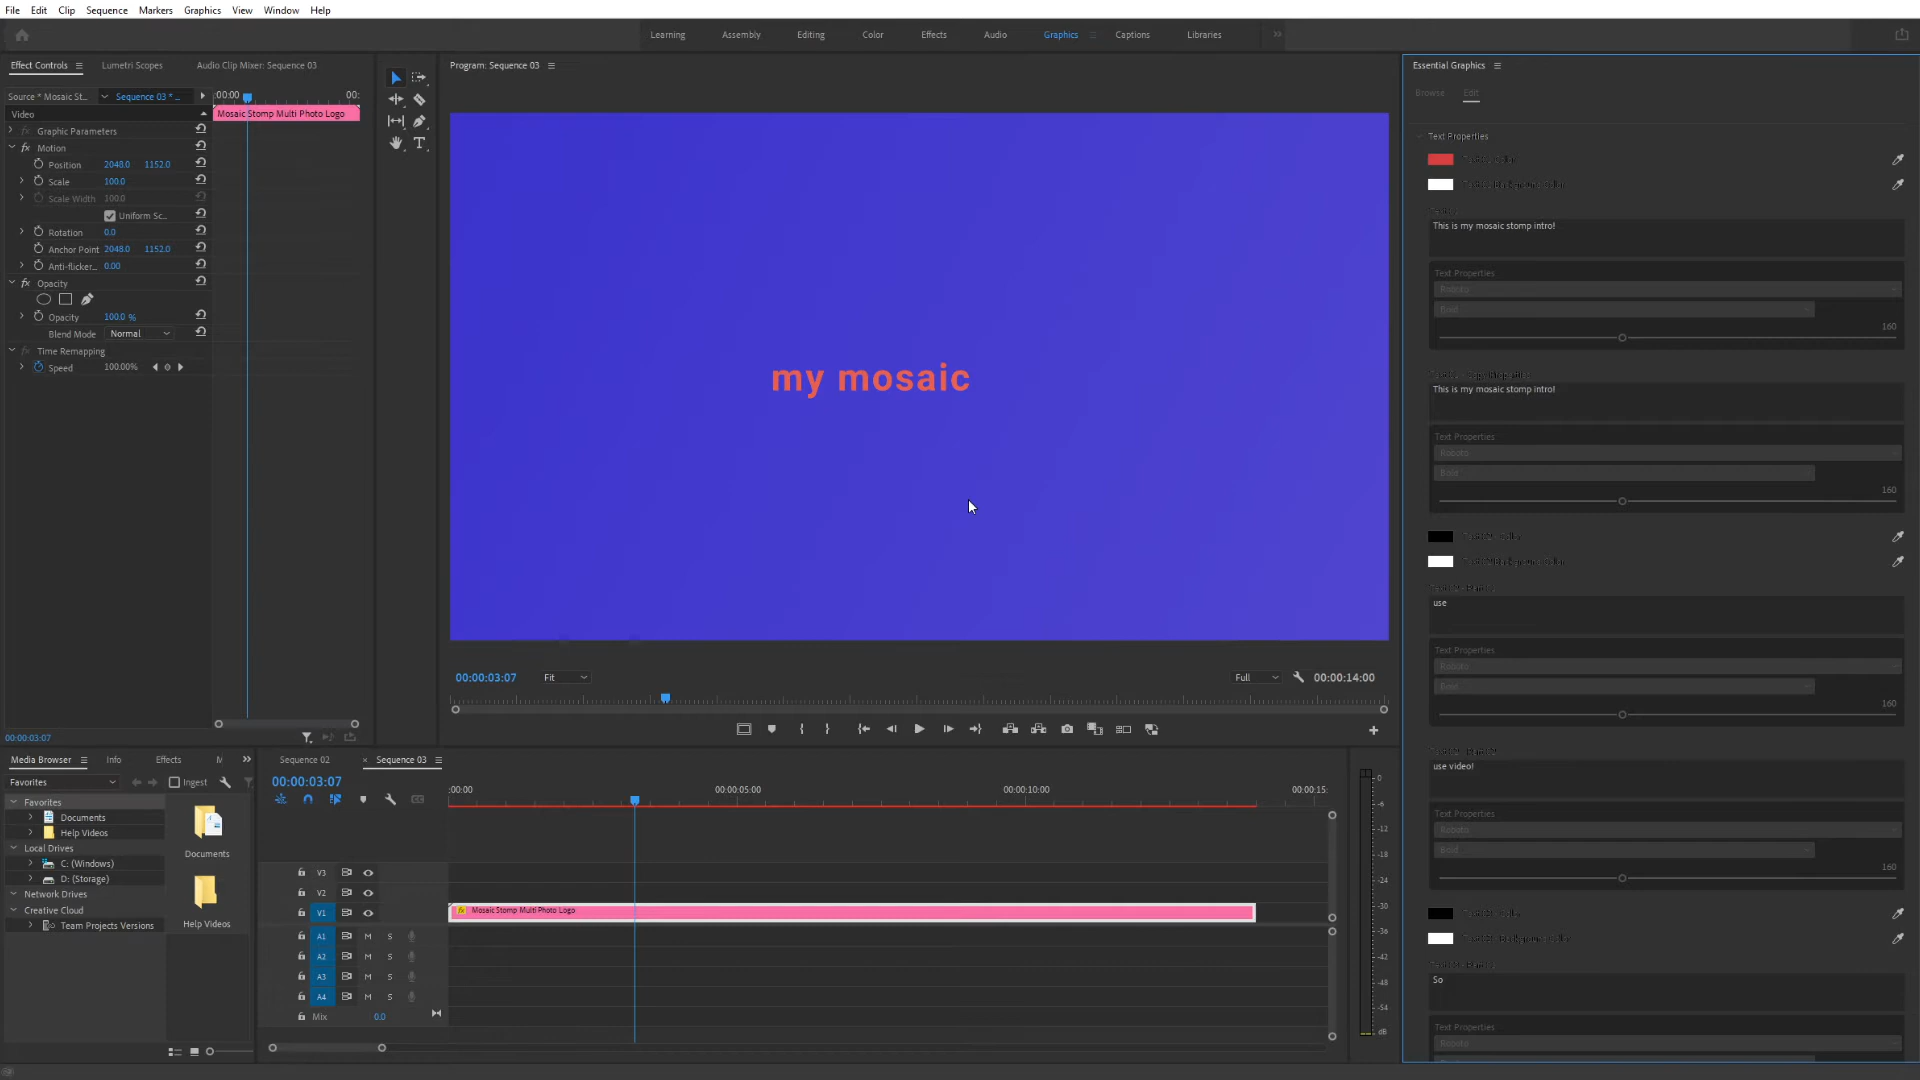 File Edit Clip Sequence Markers Graphics View Window Help
Learning Assembly Editing Color Effects Audio Graphics Captions Libraries
Effect Controls Lumetri Scopes Audio Clip Mixer: Sequence 03
Source * Mosaic St... Sequence 03 * ...
:00:00 00:
Video
Mosaic Stomp Multi Photo Logo
Graphic Parameters
Motion
Position 2048.0 1152.0
Scale 100.0
Scale Width 100.0
Uniform Sc...
Rotation 0.0
Anchor Point 2048.0 1152.0
Anti-flicker... 0.00
Opacity
Opacity 100.0 %
Blend Mode Normal
Time Remapping
Speed 100.00%
00:00:03:07
Program: Sequence 03
my mosaic
00:00:03:07 Fit Full 00:00:14:00
Essential Graphics
Browse Edit
Text Properties
This is my mosaic stomp intro!
Text Properties
Roboto
Bold
160
This is my mosaic stomp intro!
Text Properties
Roboto
Bold
160
use
Text Properties
Roboto
Bold
160
use video!
Text Properties
Roboto
Bold
160
So
Text Properties
Roboto
Media Browser Info Effects M
Favorites Ingest
Favorites
Documents
Help Videos
Local Drives
C: (Windows)
D: (Storage)
Network Drives
Creative Cloud
Team Projects Versions
Documents
Help Videos
Sequence 02 × Sequence 03
00:00:03:07
:00:00 00:00:05:00 00:00:10:00 00:00:15:
V3
V2
V1 fx Mosaic Stomp Multi Photo Logo
A1 M S
A2 M S
A3 M S
A4 M S
Mix 0.0
0
-6
-12
-18
-24
-30
-36
-42
-48
-54
dB